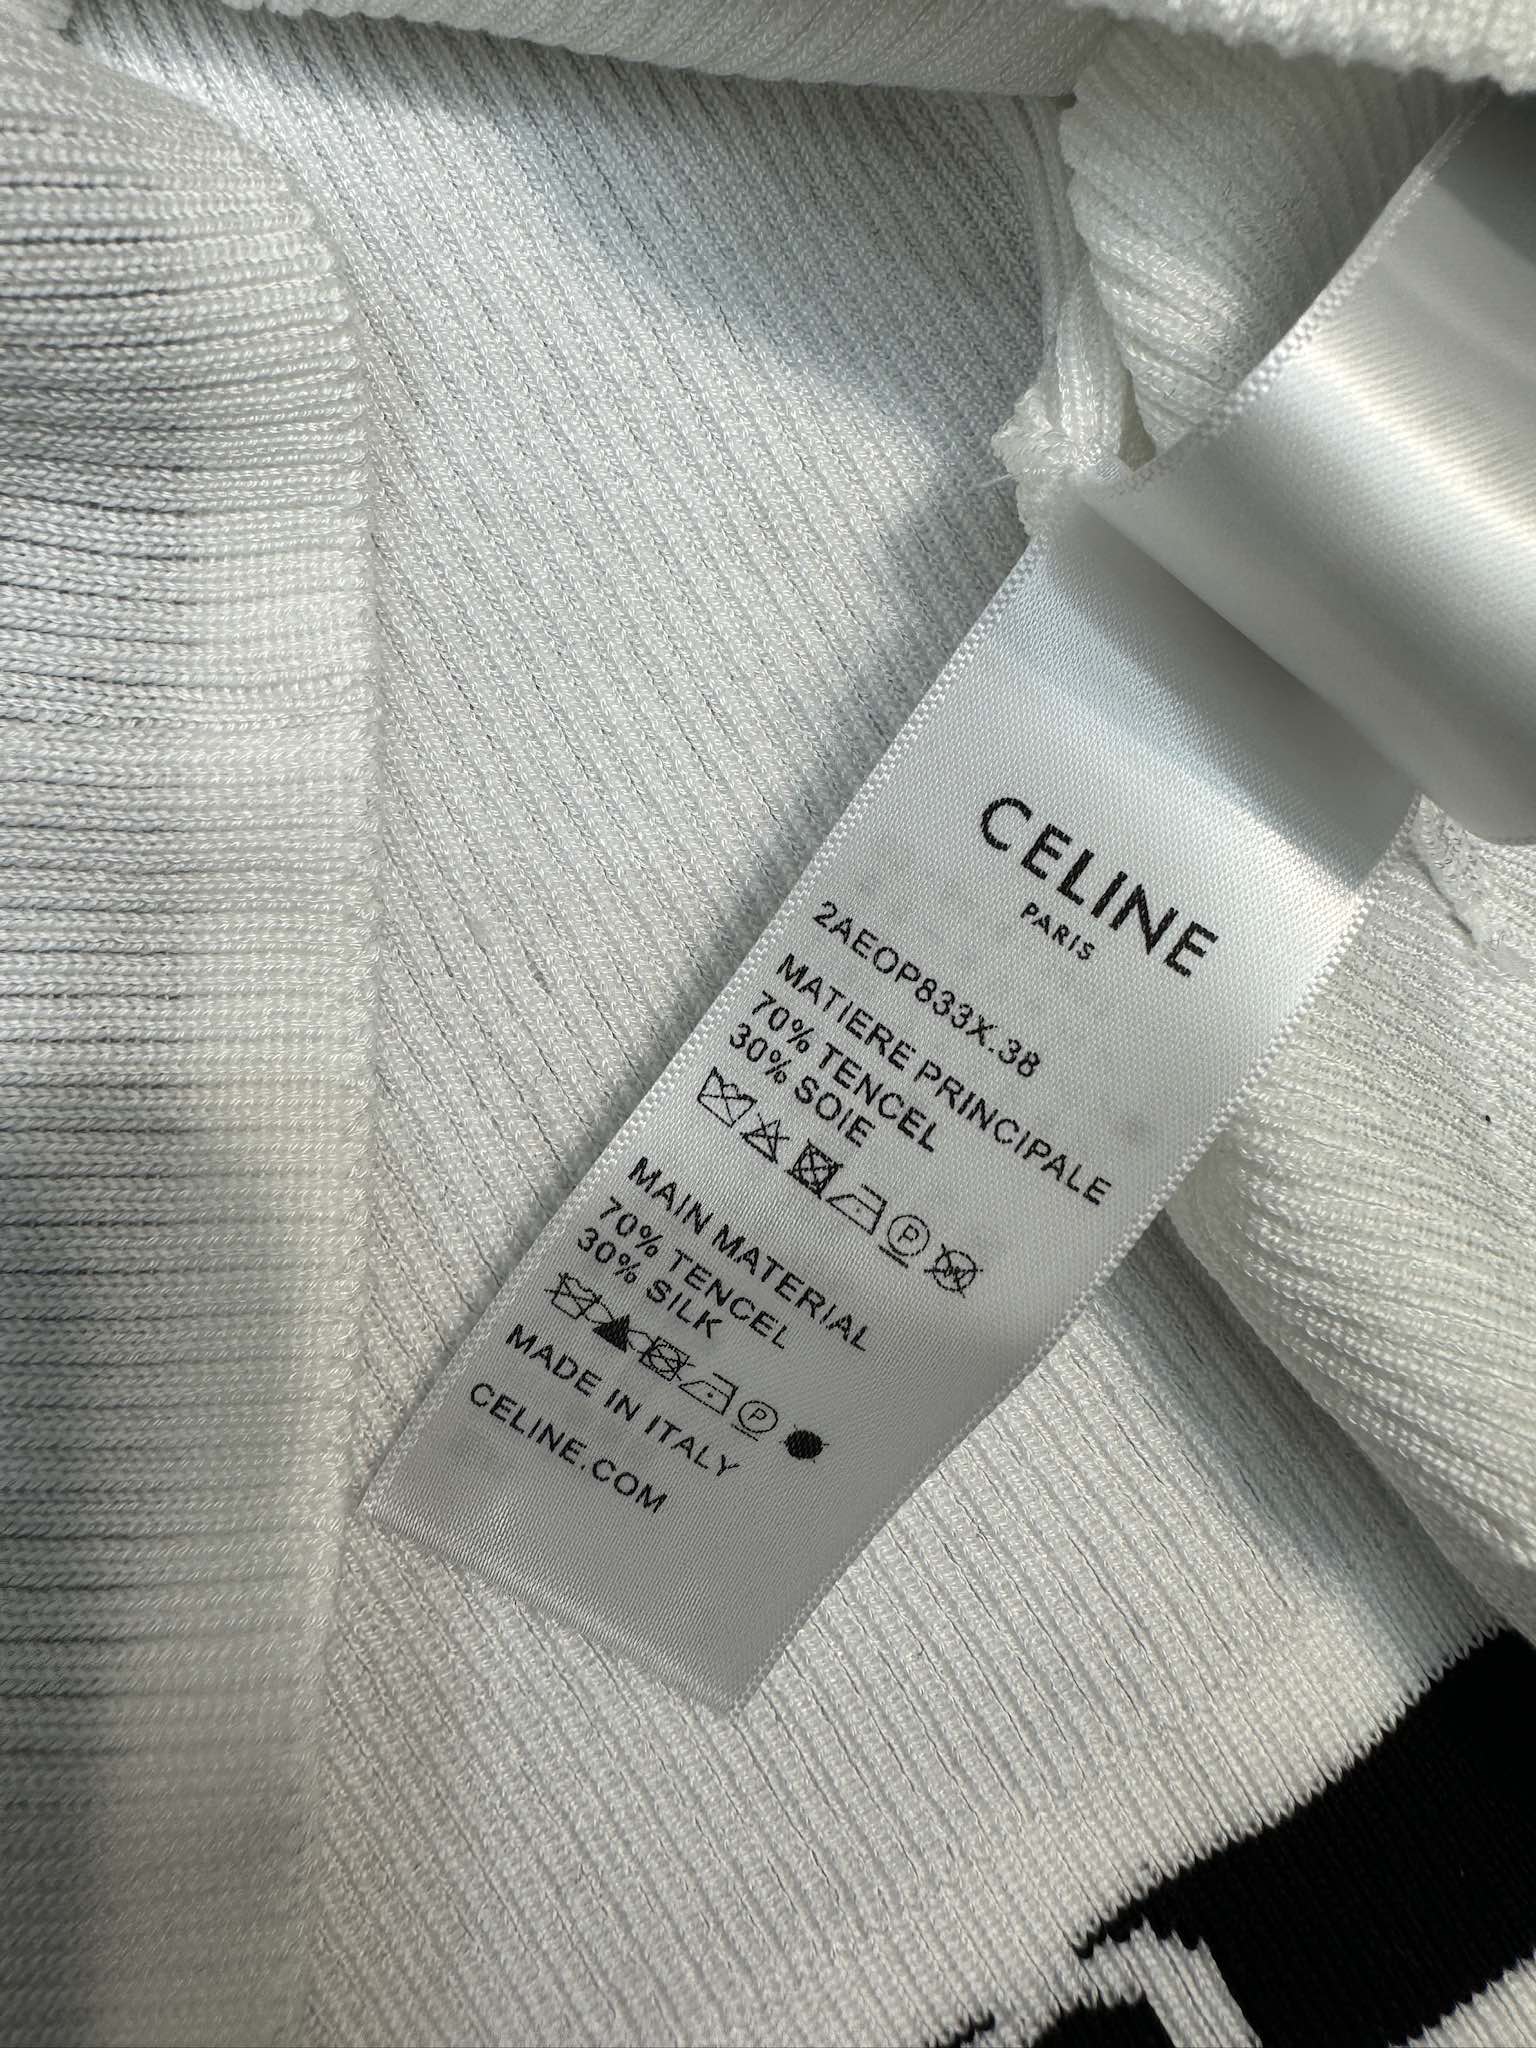 CELINE
PARIS
2AEOP833X.38
MATIERE PRINCIPALE
70% TENCEL
30% SOIE
P
MAIN MATERIAL
70% TENCEL
30% SILK
P
MADE IN ITALY
CELINE.COM